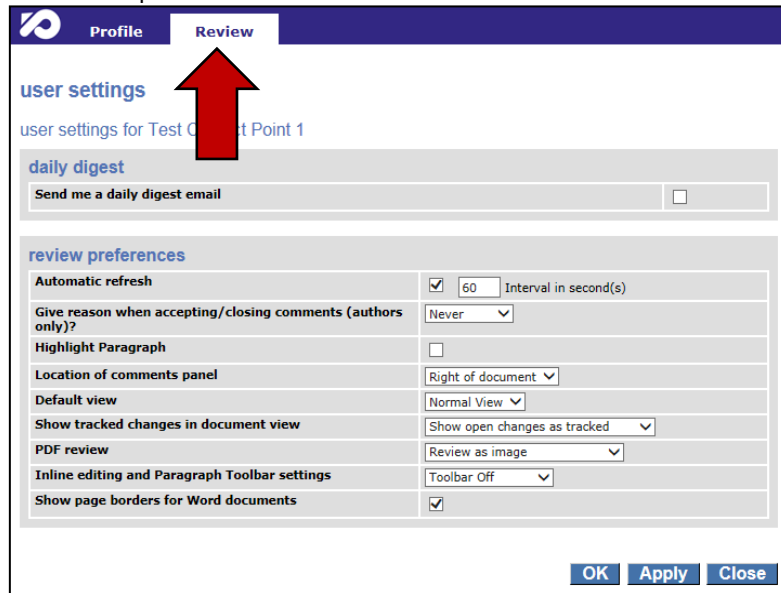 Profile Review
user settings
user settings for Test Point 1
daily digest
Send me a daily digest email
review preferences
Automatic refresh 60 Interval in second(s)
Give reason when accepting/closing comments (authors only)? Never
Highlight Paragraph
Location of comments panel Right of document
Default view Normal View
Show tracked changes in document view Show open changes as tracked
PDF review Review as image
Inline editing and Paragraph Toolbar settings Toolbar Off
Show page borders for Word documents
OK Apply Close